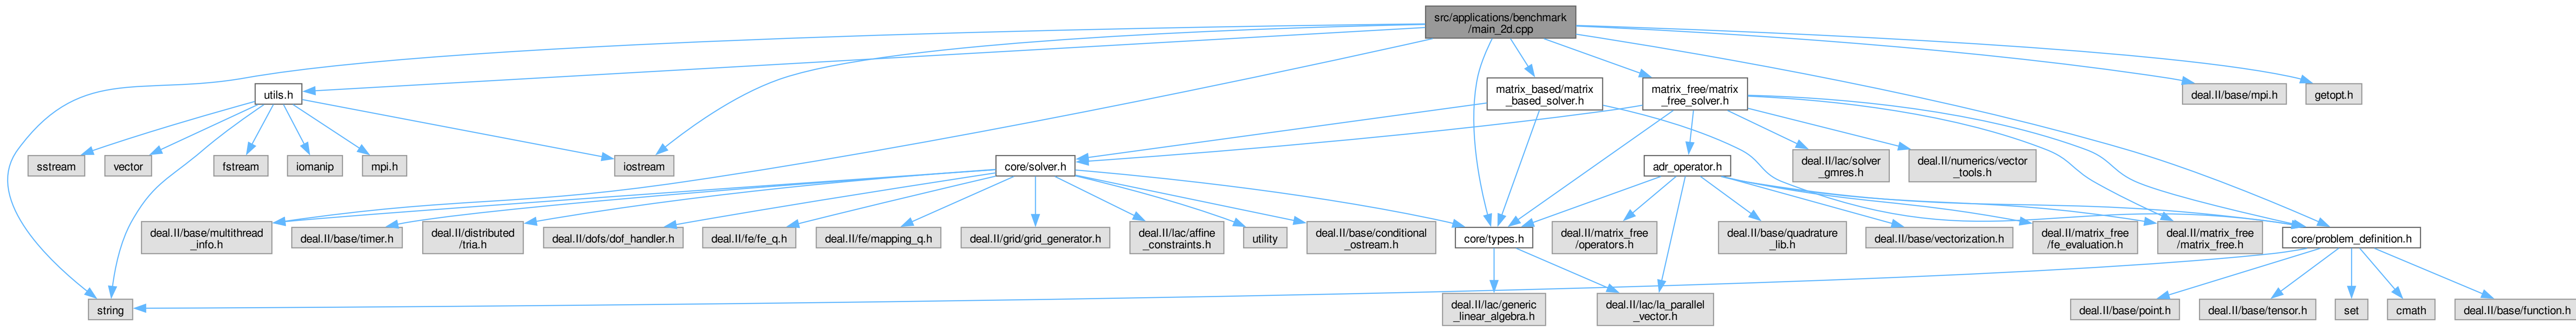 src/applications/benchmark
/main_2d.cpp
utils.h
matrix_based/matrix
_based_solver.h
matrix_free/matrix
_free_solver.h
deal.II/base/mpi.h
getopt.h
sstream
vector
fstream
iomanip
mpi.h
iostream
core/solver.h
adr_operator.h
deal.II/lac/solver
_gmres.h
deal.II/numerics/vector
_tools.h
deal.II/base/multithread
_info.h
deal.II/base/timer.h
deal.II/distributed
/tria.h
deal.II/dofs/dof_handler.h
deal.II/fe/fe_q.h
deal.II/fe/mapping_q.h
deal.II/grid/grid_generator.h
deal.II/lac/affine
_constraints.h
utility
deal.II/base/conditional
_ostream.h
core/types.h
deal.II/matrix_free
/operators.h
deal.II/base/quadrature
_lib.h
deal.II/base/vectorization.h
deal.II/matrix_free
/fe_evaluation.h
deal.II/matrix_free
/matrix_free.h
core/problem_definition.h
string
deal.II/lac/generic
_linear_algebra.h
deal.II/lac/la_parallel
_vector.h
deal.II/base/point.h
deal.II/base/tensor.h
set
cmath
deal.II/base/function.h